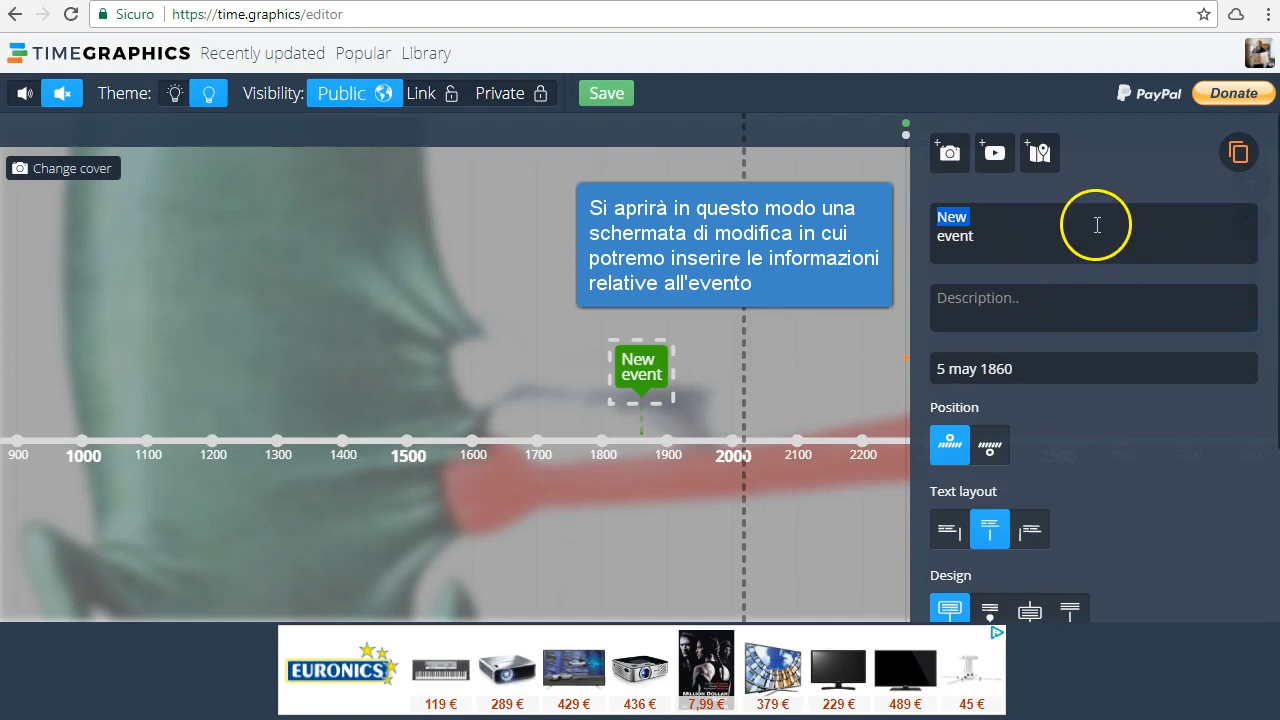 Sicuro https://time.graphics/editor
TIMEGRAPHICS Recently updated Popular Library
Theme: Visibility: Public Link Private Save PayPal Donate
Change cover
Si aprirà in questo modo una
schermata di modifica in cui
potremo inserire le informazioni
relative all'evento
New
event
Description..
5 may 1860
Position
Text layout
Design
New
event
900 1000 1100 1200 1300 1400 1500 1600 1700 1800 1900 2000 2100 2200 2500
EURONICS
MILLION DOLLAR
119 € 289 € 429 € 436 € 7,99 € 379 € 229 € 489 € 45 €